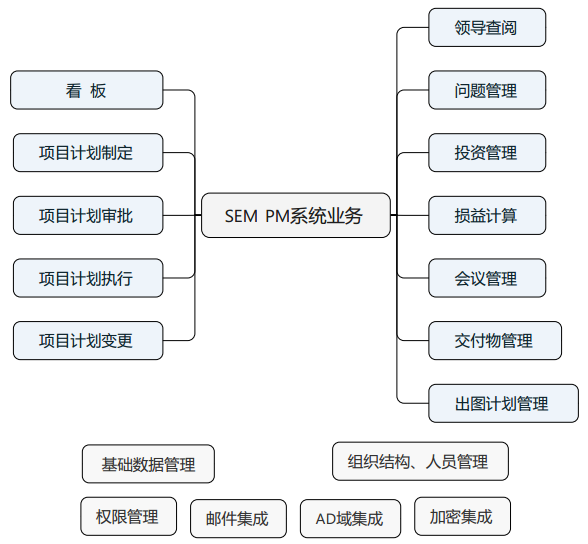 领导查阅
看 板
问题管理
项目计划制定
投资管理
项目计划审批
SEM PM系统业务
损益计算
项目计划执行
会议管理
项目计划变更
交付物管理
出图计划管理
基础数据管理
组织结构、人员管理
权限管理
邮件集成
AD域集成
加密集成